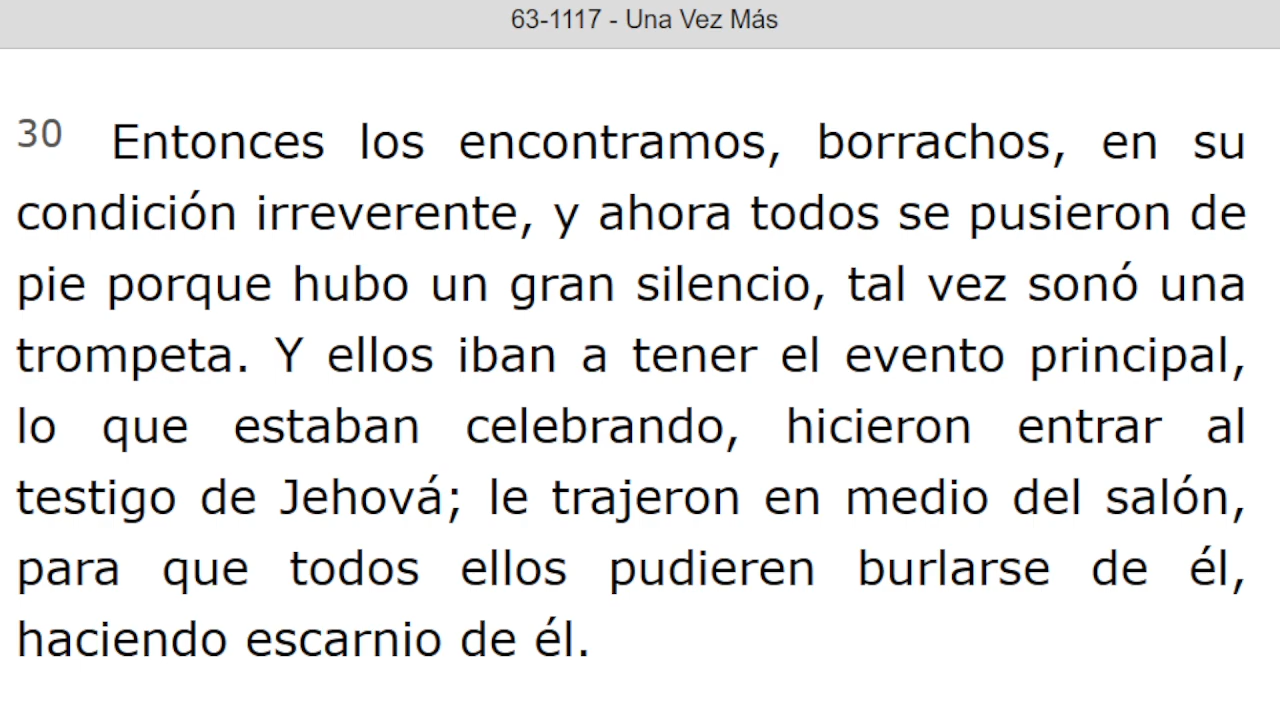 63-1117 - Una Vez Más
30 Entonces los encontramos, borrachos, en su
condición irreverente, y ahora todos se pusieron de
pie porque hubo un gran silencio, tal vez sonó una
trompeta. Y ellos iban a tener el evento principal,
lo que estaban celebrando, hicieron entrar al
testigo de Jehová; le trajeron en medio del salón,
para que todos ellos pudieren burlarse de él,
haciendo escarnio de él.